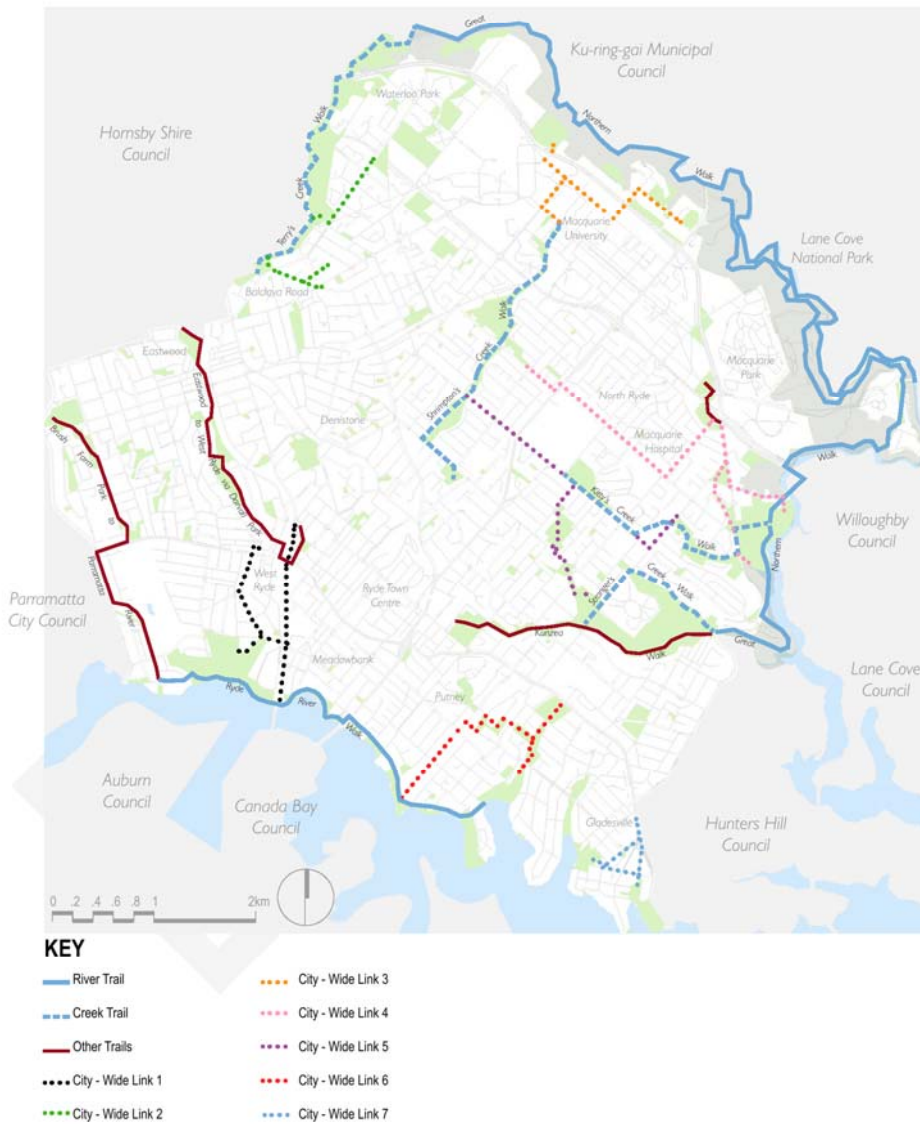 Great
Ku-ring-gai Municipal
Council
Waterloo Park
Walk
Northern
Hornsby Shire
Council
Creek
Walk
Macquarie
University
Terry's
Lane Cove
National Park
Baldava Road
Walk
Eastwood
Creek
Macquarie
Park
Eastwood
to West
Ryde via Darvall Park
Shrimpton's
North Ryde
Denistone
Brush Farm Park to
Parramatta
River
Macquarie
Hospital
Walk
Kitty's
Creek
Walk
Willoughby
Council
Northern
West
Ryde
Ryde Town
Centre
Stranger's
Creek
Walk
Parramatta
City Council
Kunzea
Walk
Great
Meadowbank
Ryde
River
Walk
Lane Cove
Council
Putney
Auburn
Council
Canada Bay
Council
Gladesville
Hunters Hill
Council
0 .2 .4 .6 .8 1 2km
KEY
River Trail
Creek Trail
Other Trails
City - Wide Link 1
City - Wide Link 2
City - Wide Link 3
City - Wide Link 4
City - Wide Link 5
City - Wide Link 6
City - Wide Link 7